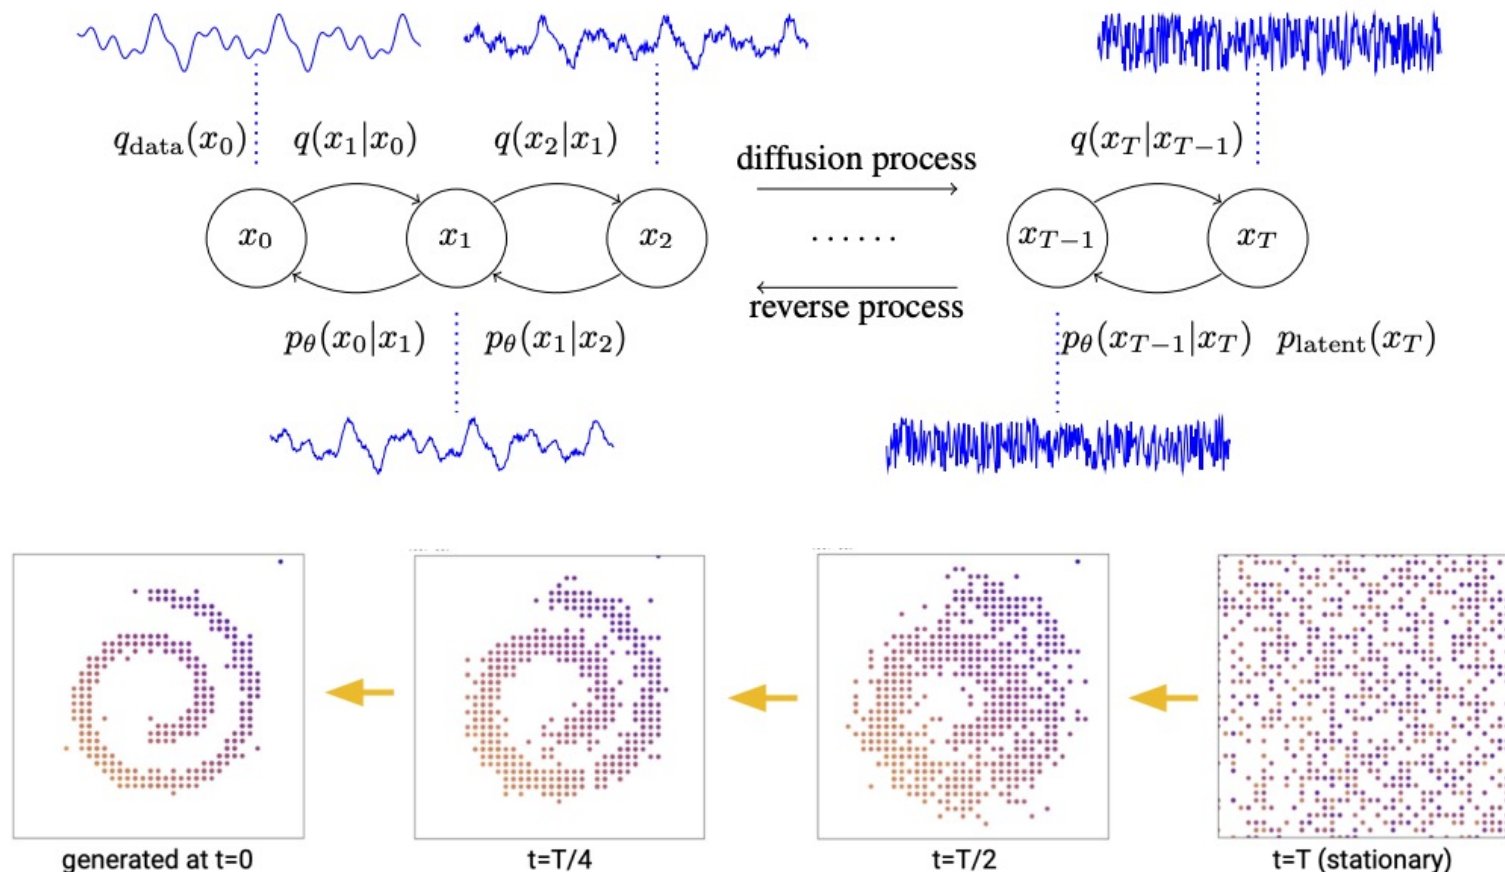 q_data(x_0) q(x_1|x_0) q(x_2|x_1) q(x_T|x_{T−1})
diffusion process
x_0 x_1 x_2 ...... x_{T−1} x_T
reverse process
p_θ(x_0|x_1) p_θ(x_1|x_2) p_θ(x_{T−1}|x_T) p_latent(x_T)
generated at t=0 t=T/4 t=T/2 t=T (stationary)